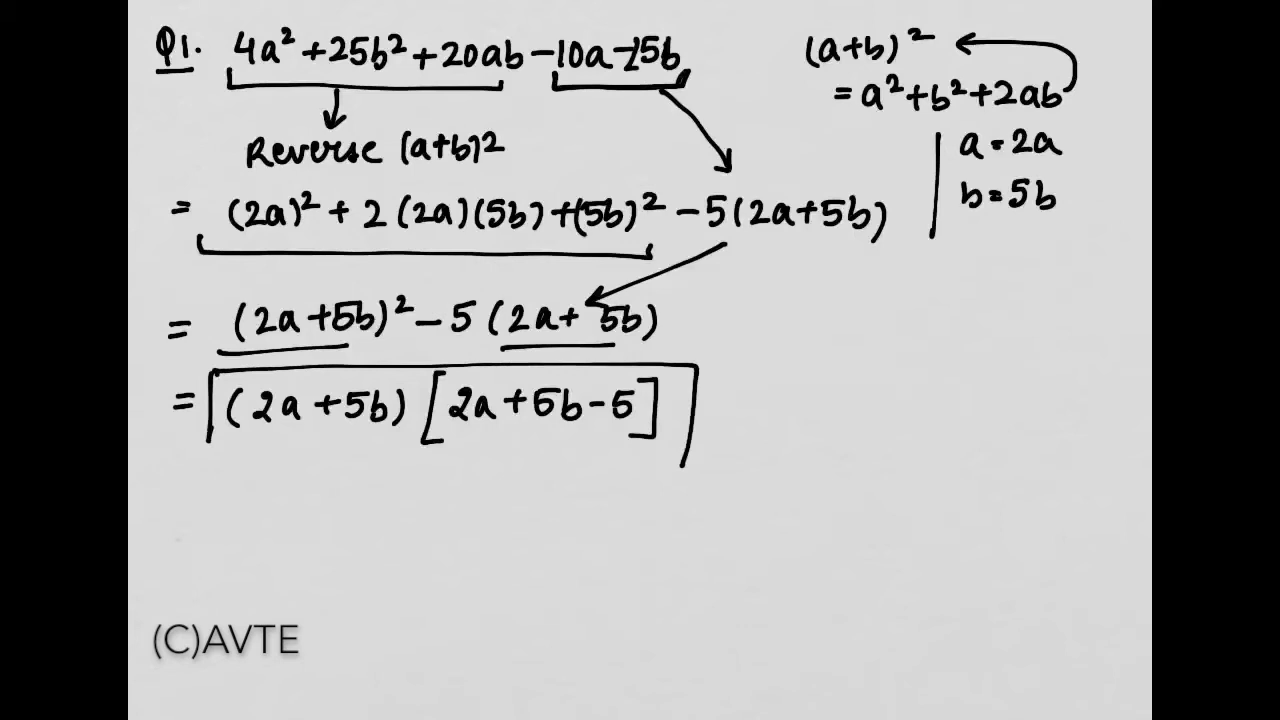 Q1. 4a² + 25b² + 20ab - 10a - 25b
(a+b)²
= a² + b² + 2ab
Reverse (a+b)²
a = 2a
b = 5b
= (2a)² + 2(2a)(5b) + (5b)² - 5(2a+5b)
= (2a+5b)² - 5(2a+5b)
= (2a+5b)[2a+5b-5]
(C)AVTE